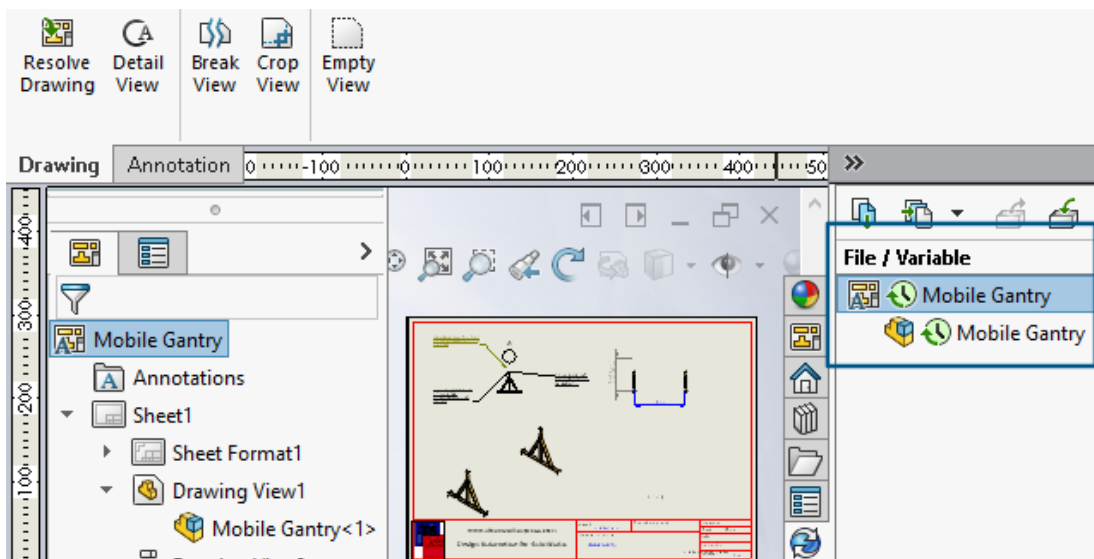 Resolve Detail Break Crop Empty
Drawing View View View View
Drawing Annotation 0 -100 0 100 200 300 400 50
400
300
200
100
File / Variable
Mobile Gantry
Mobile Gantry
Mobile Gantry
Annotations
Sheet1
Sheet Format1
Drawing View1
Mobile Gantry<1>